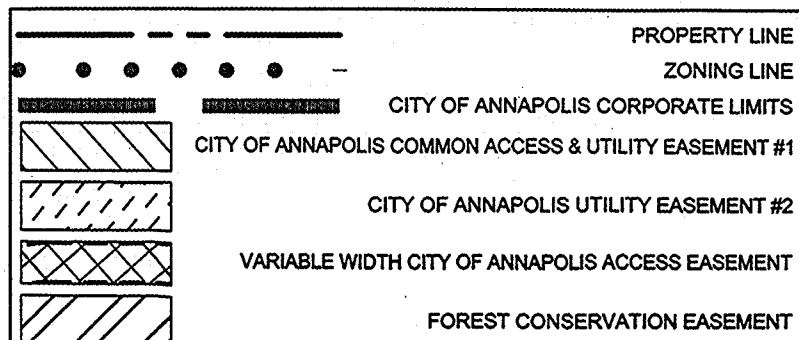 PROPERTY LINE
ZONING LINE
CITY OF ANNAPOLIS CORPORATE LIMITS
CITY OF ANNAPOLIS COMMON ACCESS & UTILITY EASEMENT #1
CITY OF ANNAPOLIS UTILITY EASEMENT #2
VARIABLE WIDTH CITY OF ANNAPOLIS ACCESS EASEMENT
FOREST CONSERVATION EASEMENT